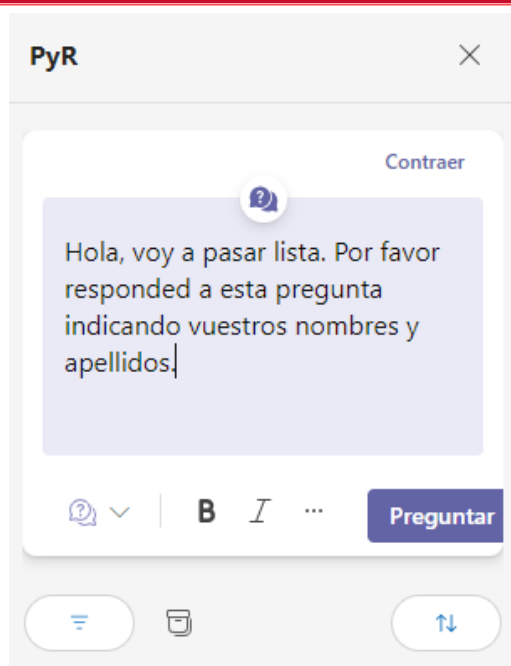 PyR
Contraer
Hola, voy a pasar lista. Por favor
responded a esta pregunta
indicando vuestros nombres y
apellidos.
B I ...
Preguntar